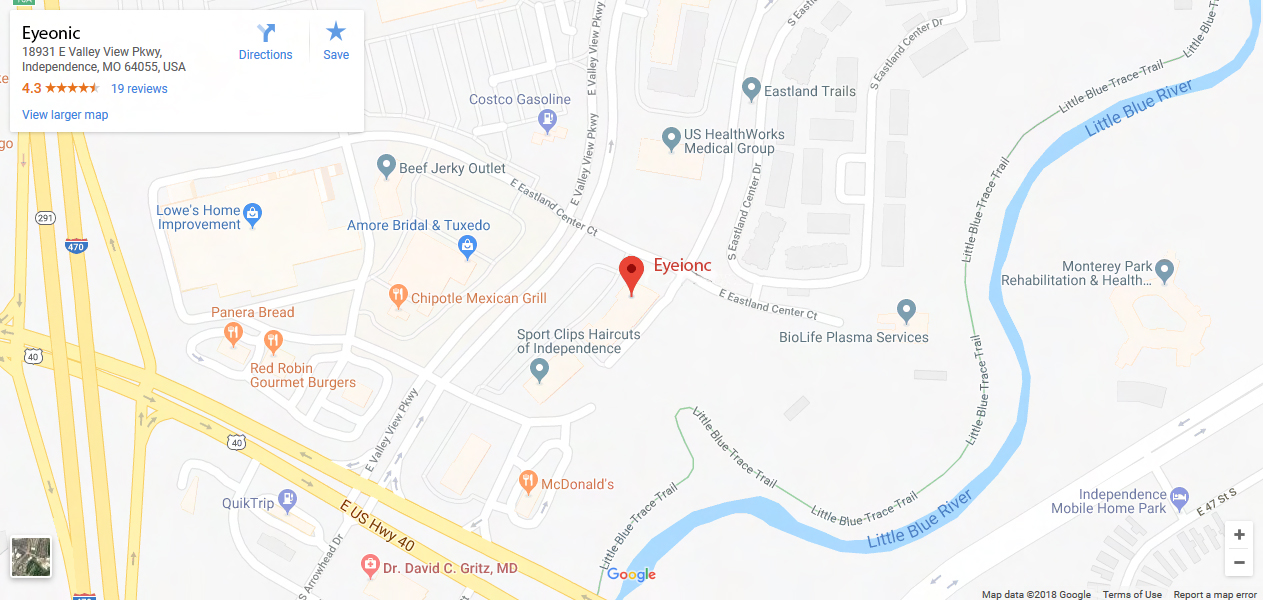 Eyeonic
18931 E Valley View Pkwy,
Independence, MO 64055, USA
4.3
19 reviews
View larger map
Directions
Save
Costco Gasoline
E Valley View Pkwy
E Valley View Pkwy
S Eastland Center Dr
Eastland Trails
US HealthWorks
Medical Group
Little-Blue-Trace-Trail
Little Blue River
Beef Jerky Outlet
E Eastland Center Ct
Lowe's Home
Improvement
291
470
Amore Bridal & Tuxedo
S Eastland Center Dr
Little-Blue-Trace-Trail
Eyeionc
Monterey Park
Rehabilitation & Health...
Chipotle Mexican Grill
E Eastland Center Ct
Panera Bread
Sport Clips Haircuts
of Independence
BioLife Plasma Services
40
Red Robin
Gourmet Burgers
Little-Blue-Trace-Trail
E Valley View Pkwy
40
Little-Blue-Trace-Trail
McDonald's
QuikTrip
Little-Blue-Trace-Trail
Little-Blue-Trace-Trail
Independence
Mobile Home Park
E 47 St S
E US Hwy 40
Little Blue River
S Arrowhead Dr
Dr. David C. Gritz, MD
Google
Map data ©2018 Google
Terms of Use
Report a map error